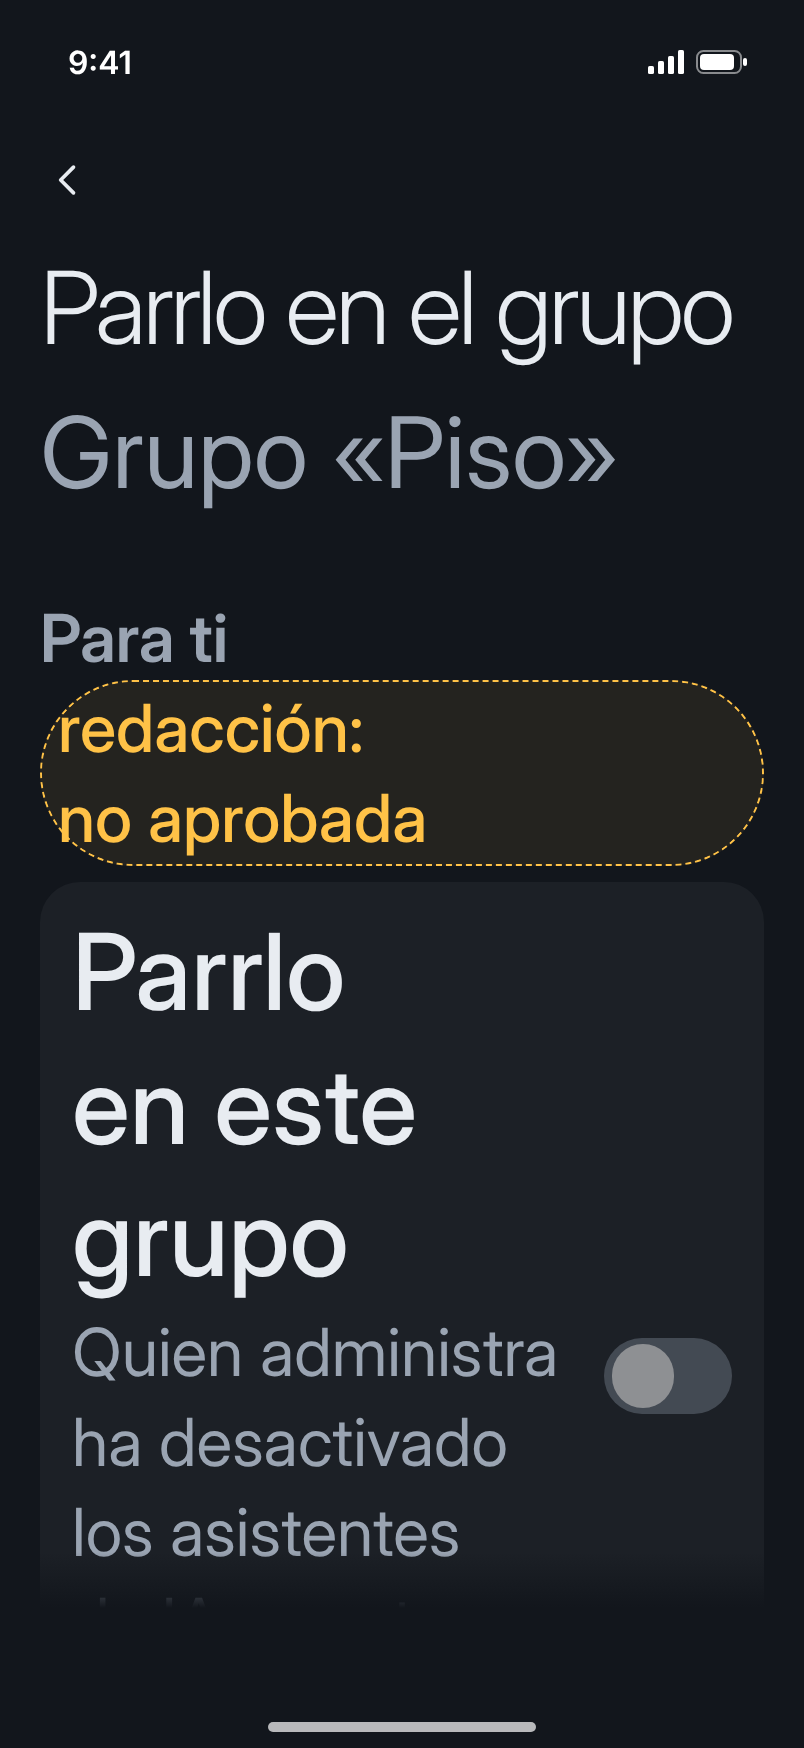 9:41
Parrlo en el grupo
Grupo «Piso»
Para ti
redacción:
no aprobada
Parrlo
en este
grupo
Quien administra
ha desactivado
los asistentes